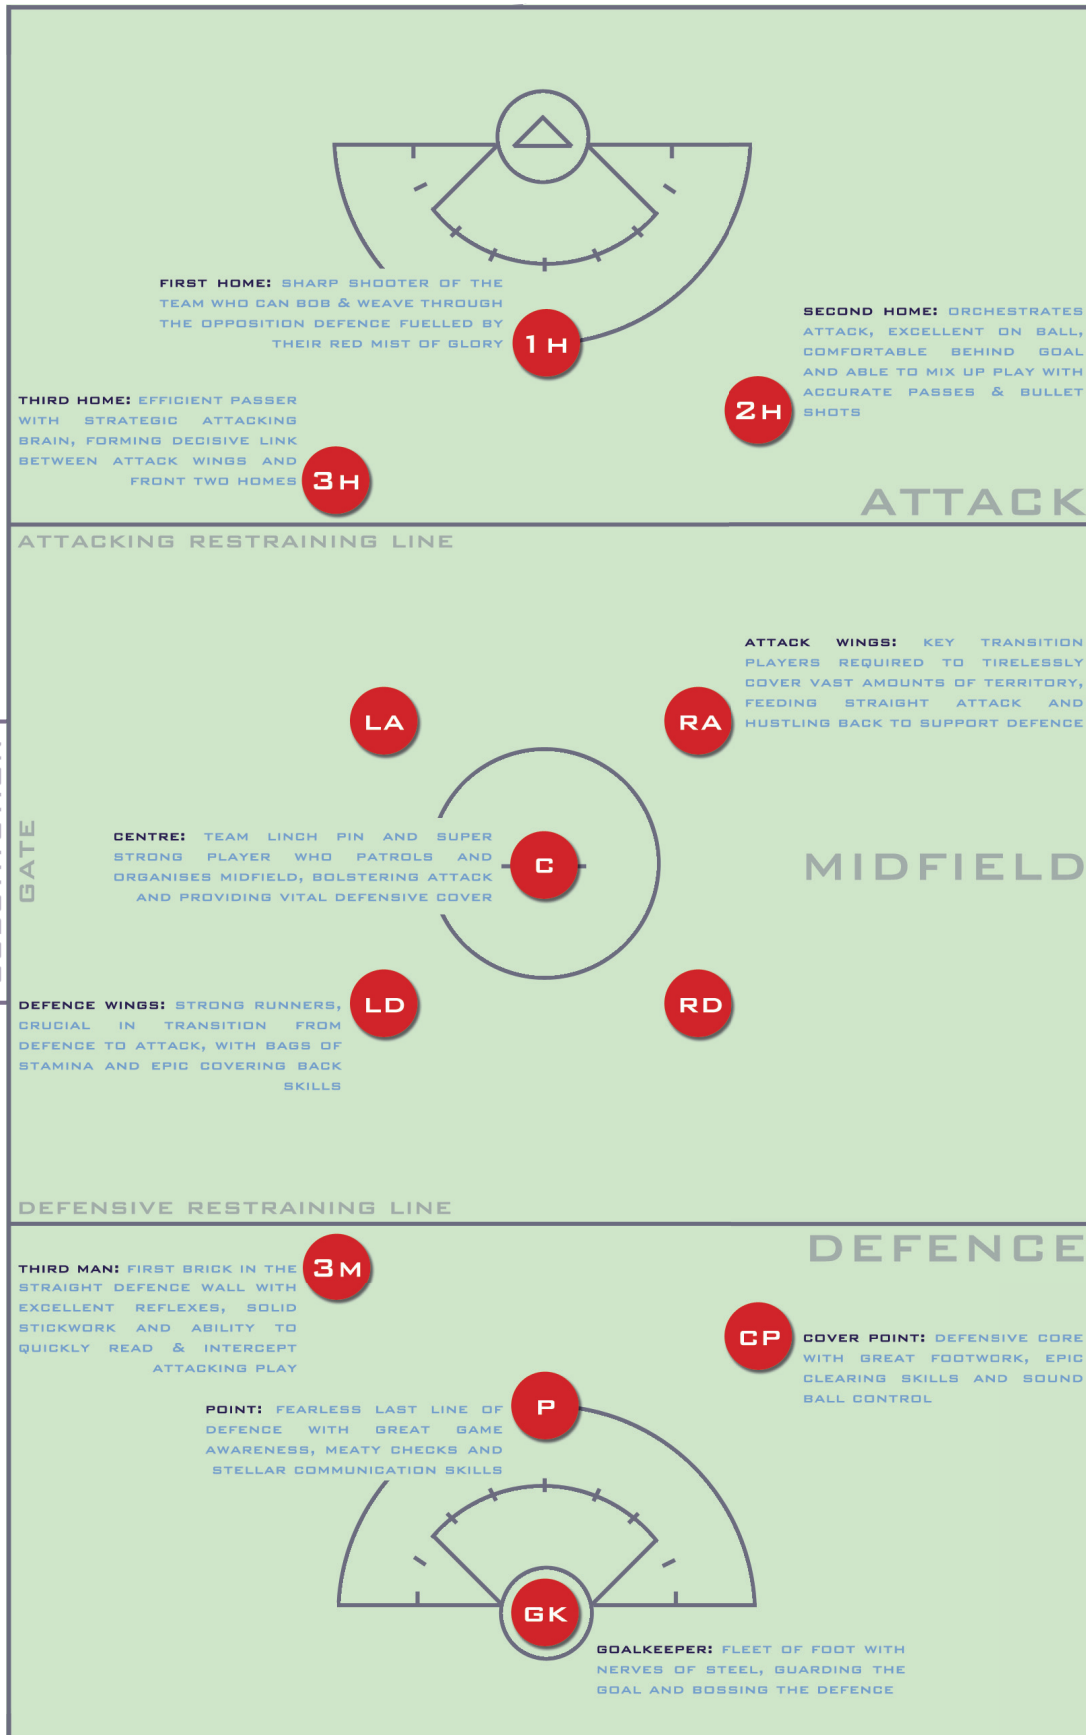 FIRST HOME: SHARP SHOOTER OF THE
TEAM WHO CAN BOB & WEAVE THROUGH
THE OPPOSITION DEFENCE FUELLED BY
THEIR RED MIST OF GLORY
1H
SECOND HOME: ORCHESTRATES
ATTACK, EXCELLENT ON BALL,
COMFORTABLE BEHIND GOAL
AND ABLE TO MIX UP PLAY WITH
ACCURATE PASSES & BULLET
SHOTS
2H
THIRD HOME: EFFICIENT PASSER
WITH STRATEGIC ATTACKING
BRAIN, FORMING DECISIVE LINK
BETWEEN ATTACK WINGS AND
FRONT TWO HOMES
3H
ATTACK
ATTACKING RESTRAINING LINE
ATTACK WINGS: KEY TRANSITION
PLAYERS REQUIRED TO TIRELESSLY
COVER VAST AMOUNTS OF TERRITORY,
FEEDING STRAIGHT ATTACK AND
HUSTLING BACK TO SUPPORT DEFENCE
LA
RA
GATE
CENTRE: TEAM LINCH PIN AND SUPER
STRONG PLAYER WHO PATROLS AND
ORGANISES MIDFIELD, BOLSTERING ATTACK
AND PROVIDING VITAL DEFENSIVE COVER
C
MIDFIELD
LD
RD
DEFENCE WINGS: STRONG RUNNERS,
CRUCIAL IN TRANSITION FROM
DEFENCE TO ATTACK, WITH BAGS OF
STAMINA AND EPIC COVERING BACK
SKILLS
DEFENSIVE RESTRAINING LINE
DEFENCE
3M
THIRD MAN: FIRST BRICK IN THE
STRAIGHT DEFENCE WALL WITH
EXCELLENT REFLEXES, SOLID
STICKWORK AND ABILITY TO
QUICKLY READ & INTERCEPT
ATTACKING PLAY
CP
COVER POINT: DEFENSIVE CORE
WITH GREAT FOOTWORK, EPIC
CLEARING SKILLS AND SOUND
BALL CONTROL
P
POINT: FEARLESS LAST LINE OF
DEFENCE WITH GREAT GAME
AWARENESS, MEATY CHECKS AND
STELLAR COMMUNICATION SKILLS
GK
GOALKEEPER: FLEET OF FOOT WITH
NERVES OF STEEL, GUARDING THE
GOAL AND BOSSING THE DEFENCE